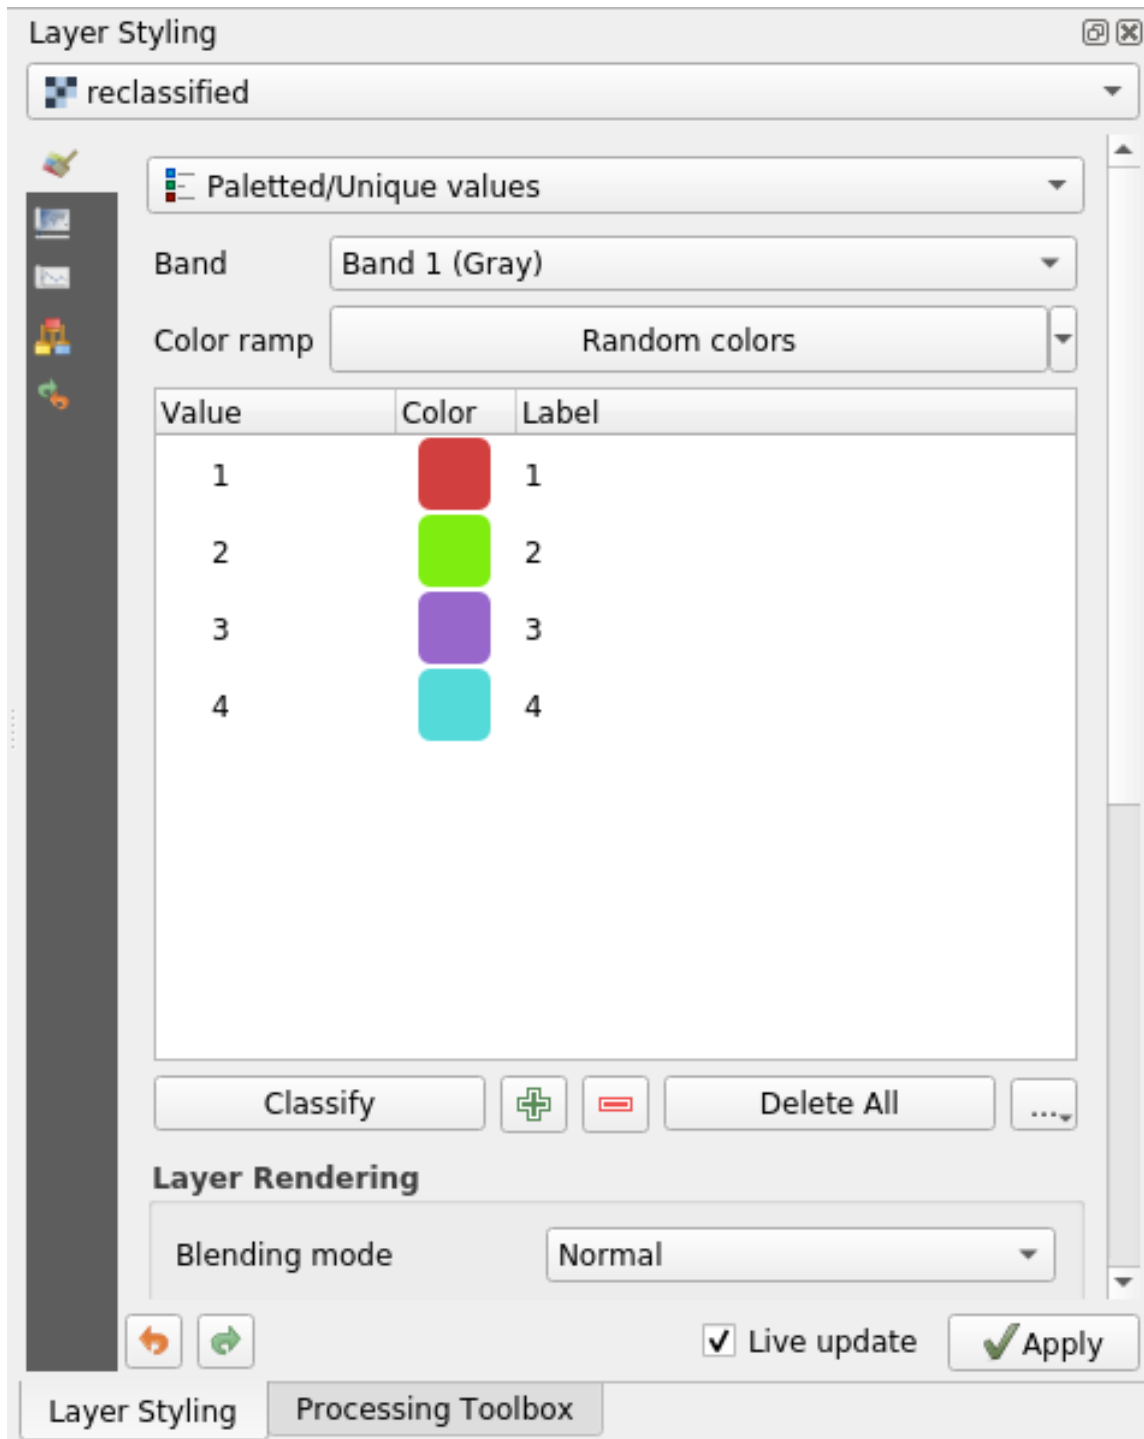 Layer Styling
reclassified
Paletted/Unique values
Band Band 1 (Gray)
Color ramp Random colors
Value Color Label
1 1
2 2
3 3
4 4
Classify Delete All ...
Layer Rendering
Blending mode Normal
Live update Apply
Layer Styling Processing Toolbox